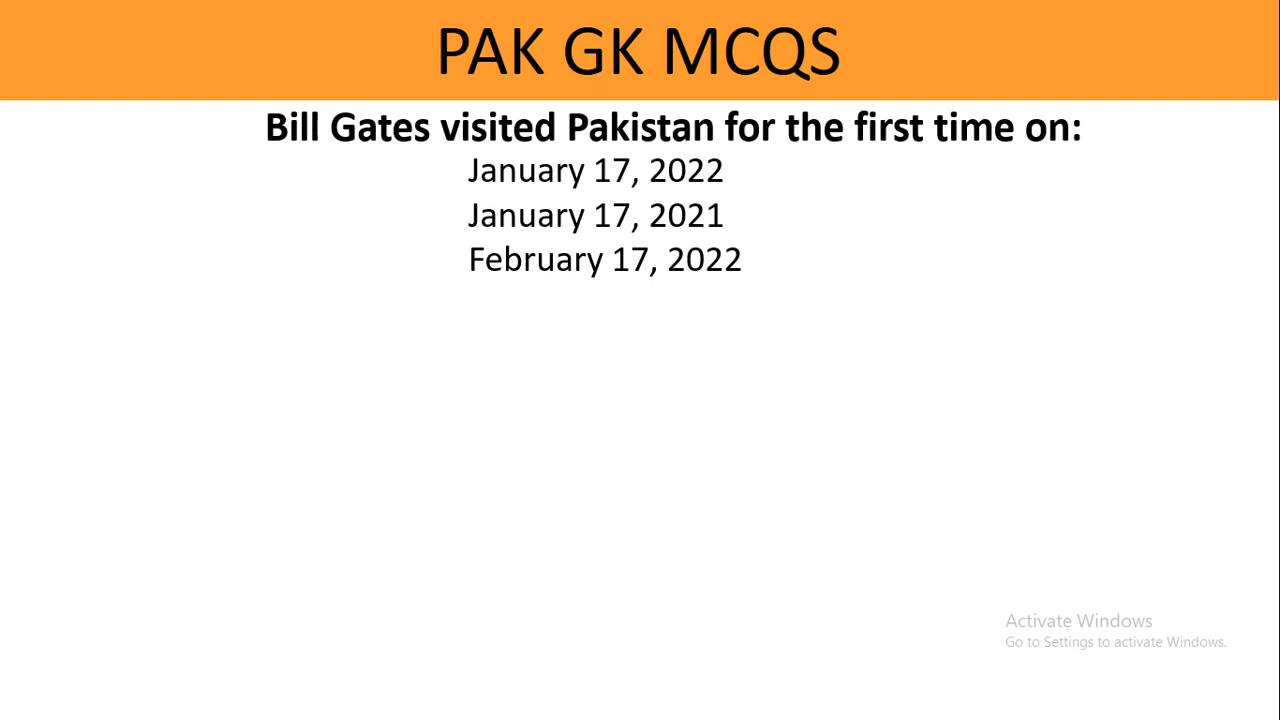 PAK GK MCQS
Bill Gates visited Pakistan for the first time on:
January 17, 2022
January 17, 2021
February 17, 2022
Activate Windows
Go to Settings to activate Windows.